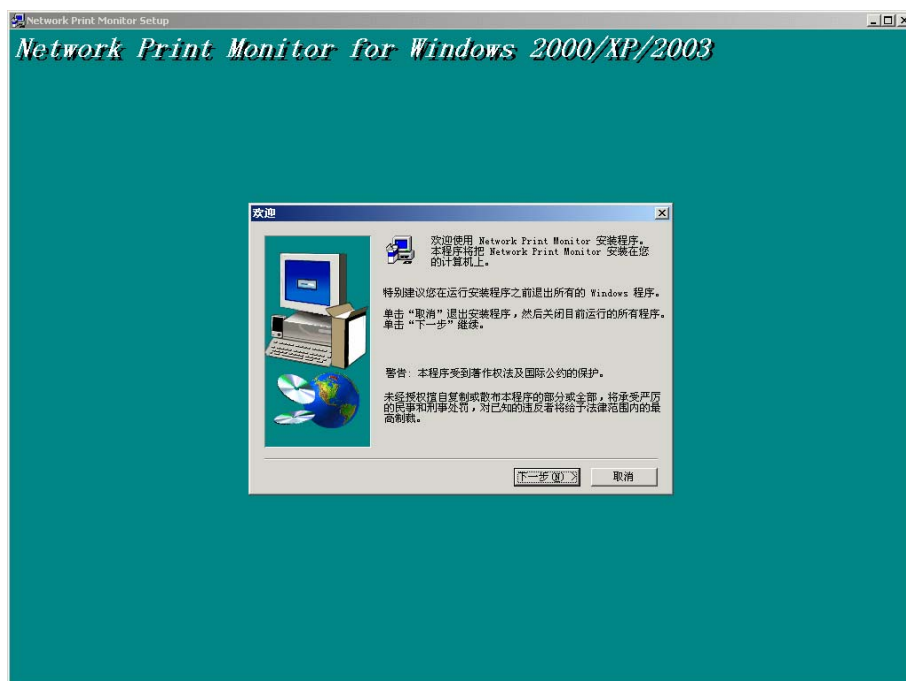 Network Print Monitor Setup
Network Print Monitor for Windows 2000/XP/2003
欢迎
欢迎使用 Network Print Monitor 安装程序。
本程序将把 Network Print Monitor 安装在您
的计算机上。
特别建议您在运行安装程序之前退出所有的 Windows 程序。
单击“取消”退出安装程序，然后关闭目前运行的所有程序。
单击“下一步”继续。
警告: 本程序受到著作权法及国际公约的保护。
未经授权擅自复制或散布本程序的部分或全部，将承受严厉
的民事和刑事处罚，对已知的违反者将给予法律范围内的最
高制裁。
下一步(N) >
取消